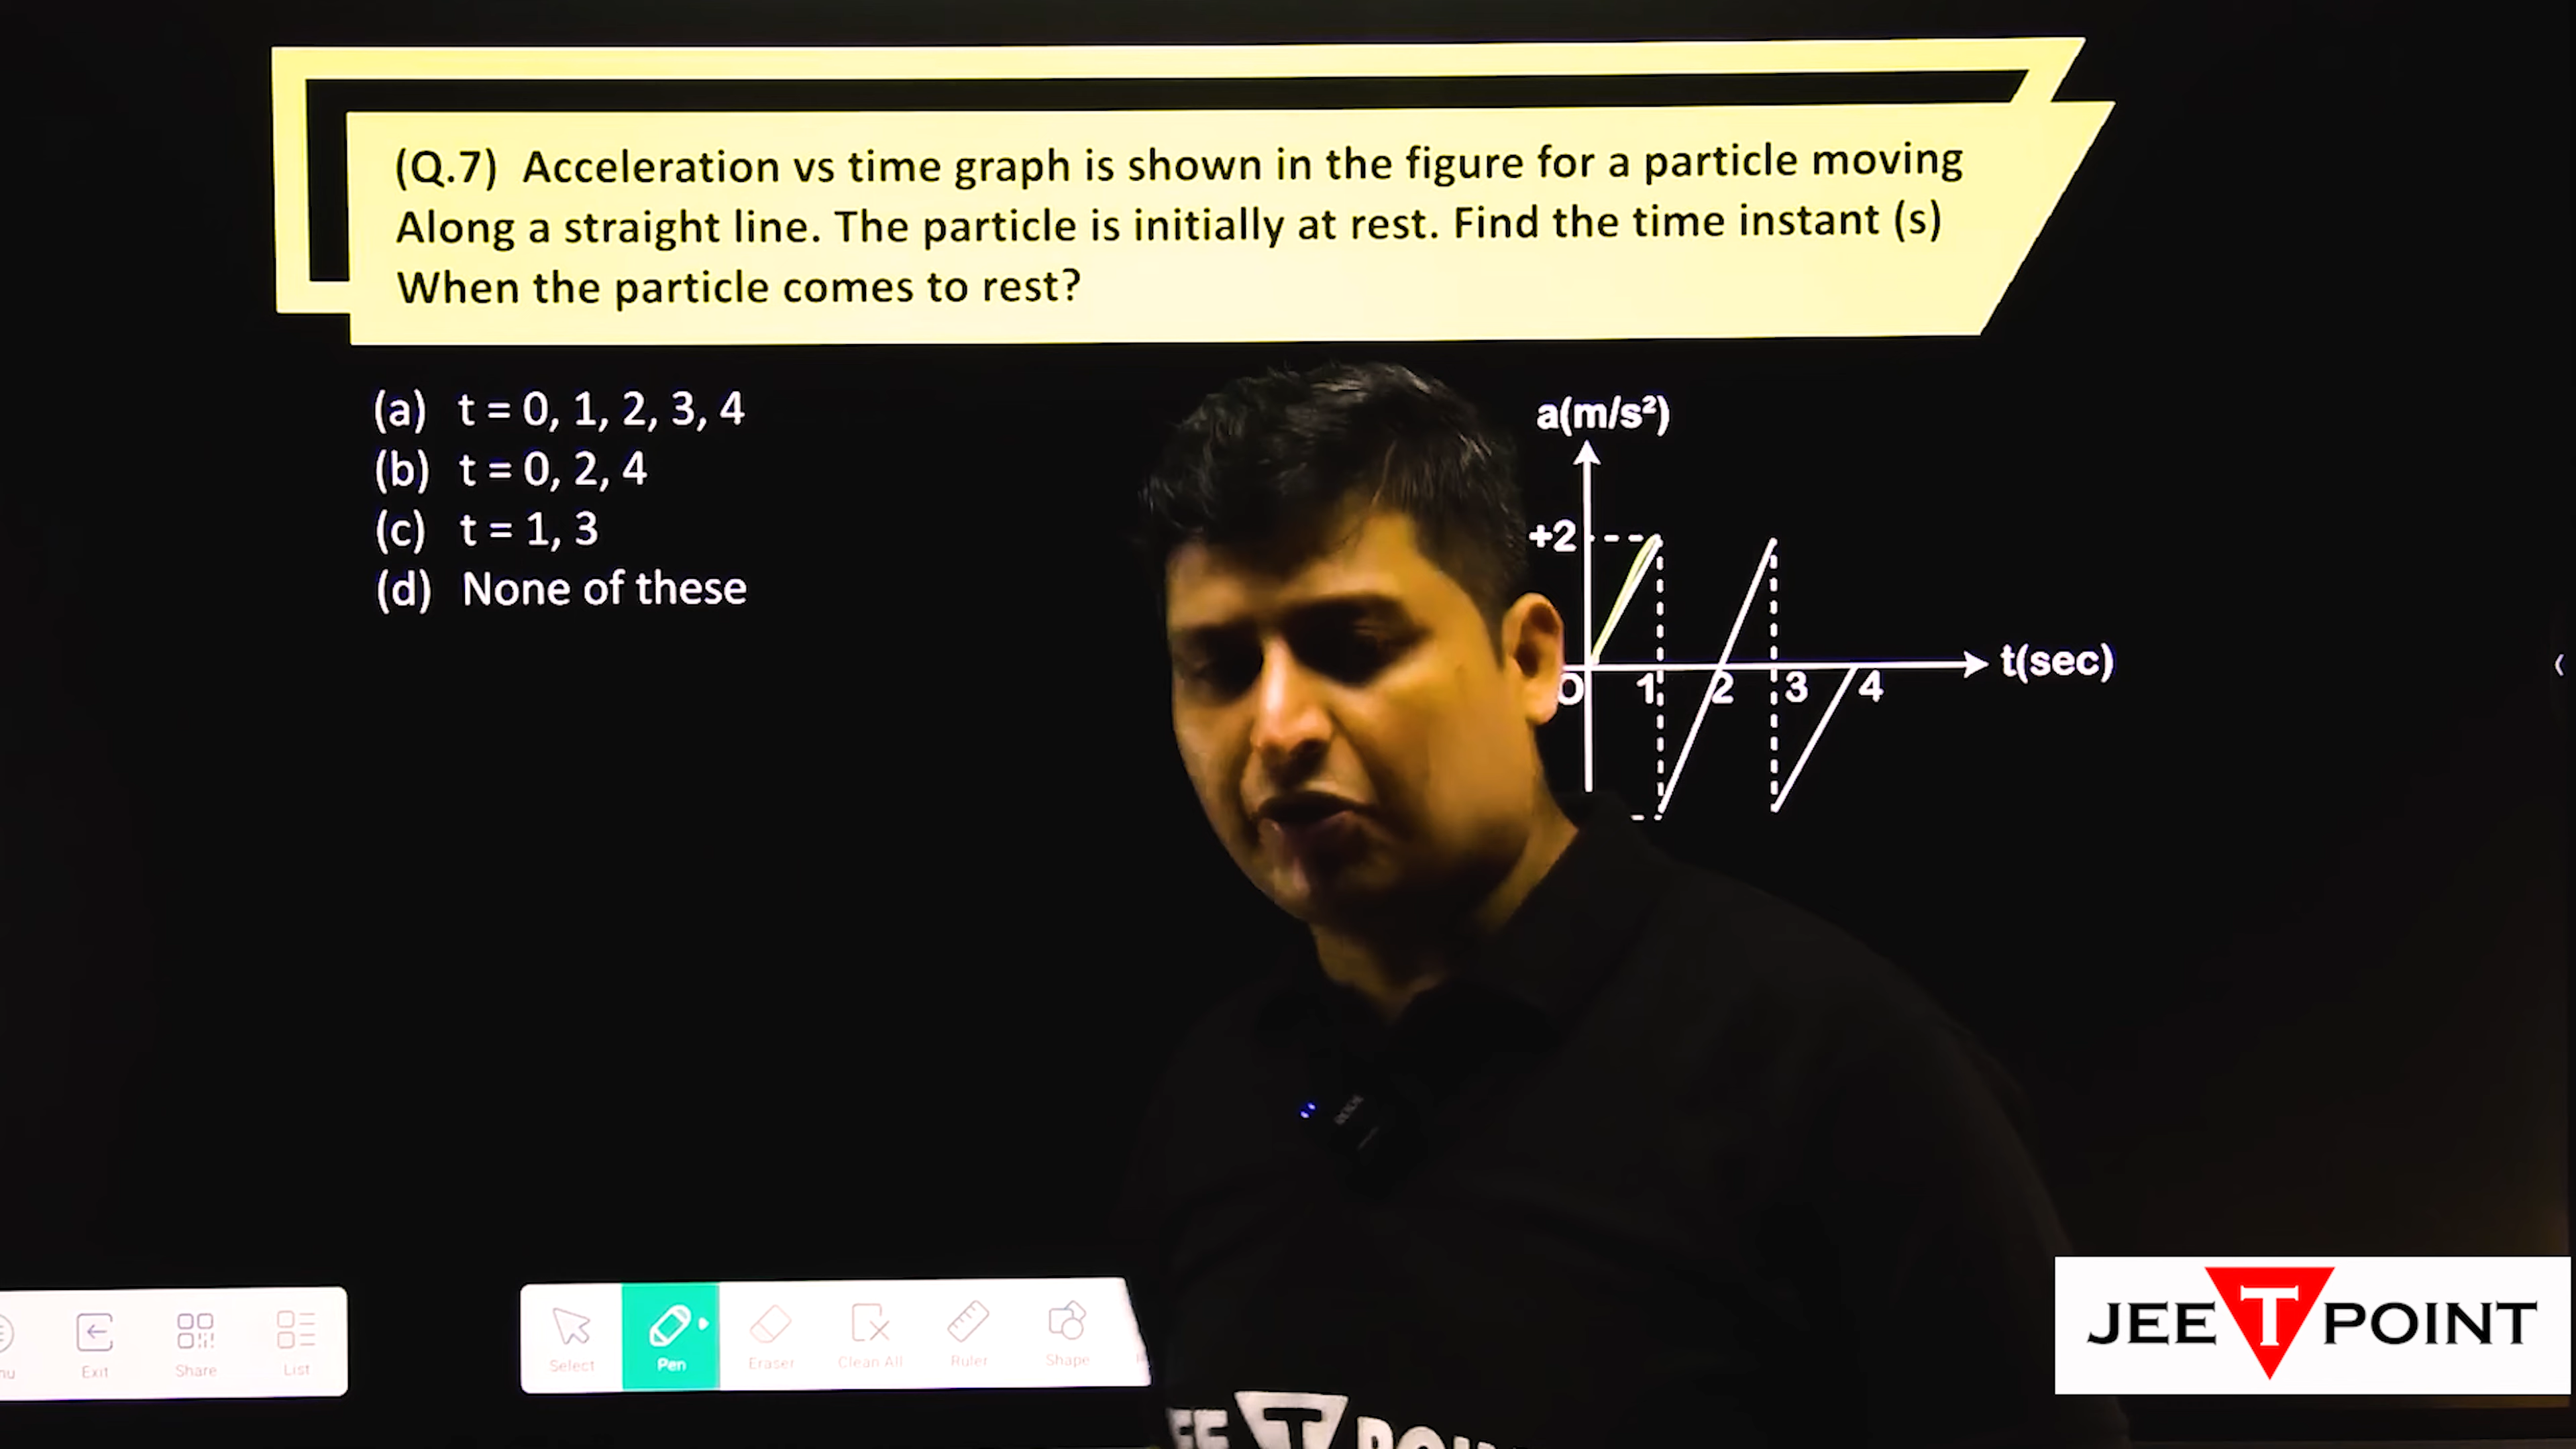 (Q.7) Acceleration vs time graph is shown in the figure for a particle moving
Along a straight line. The particle is initially at rest. Find the time instant (s)
When the particle comes to rest?
(a) t = 0, 1, 2, 3, 4
(b) t = 0, 2, 4
(c) t = 1, 3
(d) None of these
a(m/s²)
+2
O 1 2 3 4
t(sec)
Exit Share List
Select Pen Eraser Clean All Ruler Shape
JEE T POINT